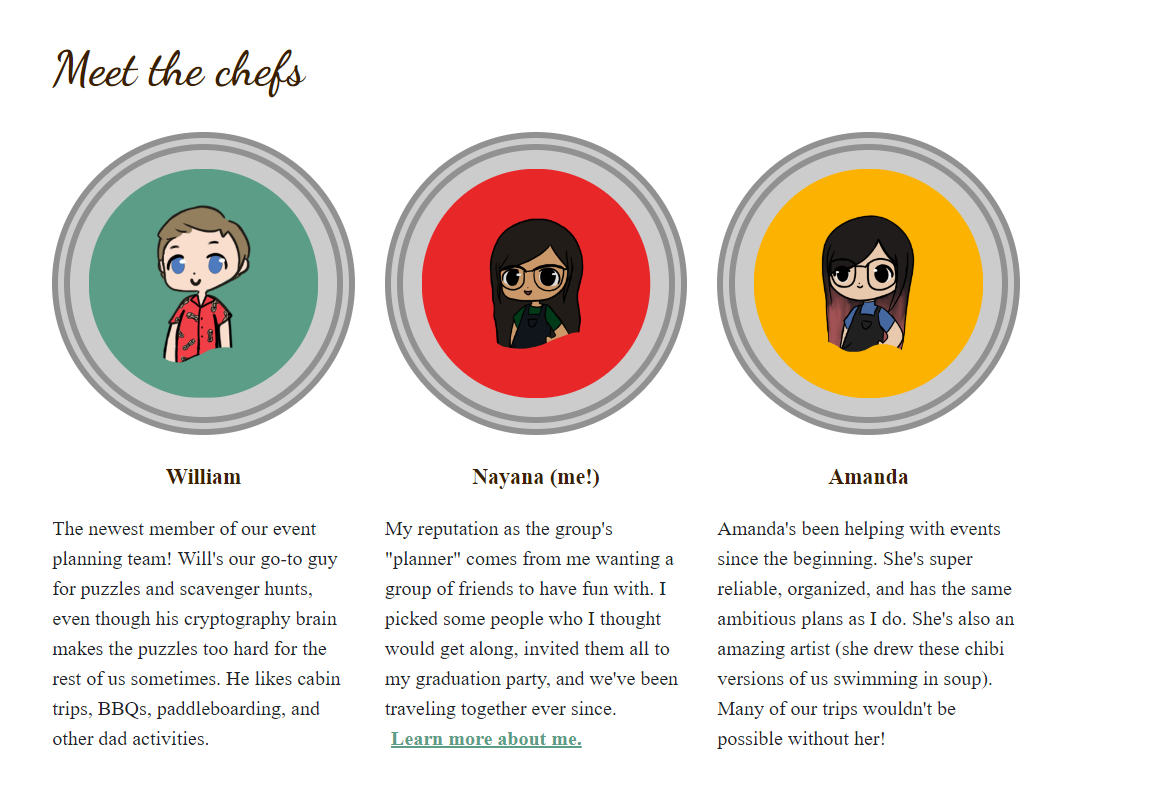 Meet the chefs
William
The newest member of our event
planning team! Will's our go-to guy
for puzzles and scavenger hunts,
even though his cryptography brain
makes the puzzles too hard for the
rest of us sometimes. He likes cabin
trips, BBQs, paddleboarding, and
other dad activities.
Nayana (me!)
My reputation as the group's
"planner" comes from me wanting a
group of friends to have fun with. I
picked some people who I thought
would get along, invited them all to
my graduation party, and we've been
traveling together ever since.
Learn more about me.
Amanda
Amanda's been helping with events
since the beginning. She's super
reliable, organized, and has the same
ambitious plans as I do. She's also an
amazing artist (she drew these chibi
versions of us swimming in soup).
Many of our trips wouldn't be
possible without her!